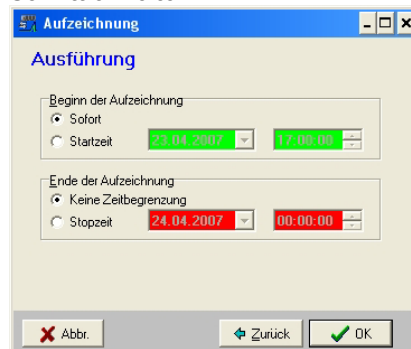 Aufzeichnung
Ausführung
Beginn der Aufzeichnung
Sofort
Startzeit 23.04.2007 17:00:00
Ende der Aufzeichnung
Keine Zeitbegrenzung
Stopzeit 24.04.2007 00:00:00
Abbr. Zurück OK